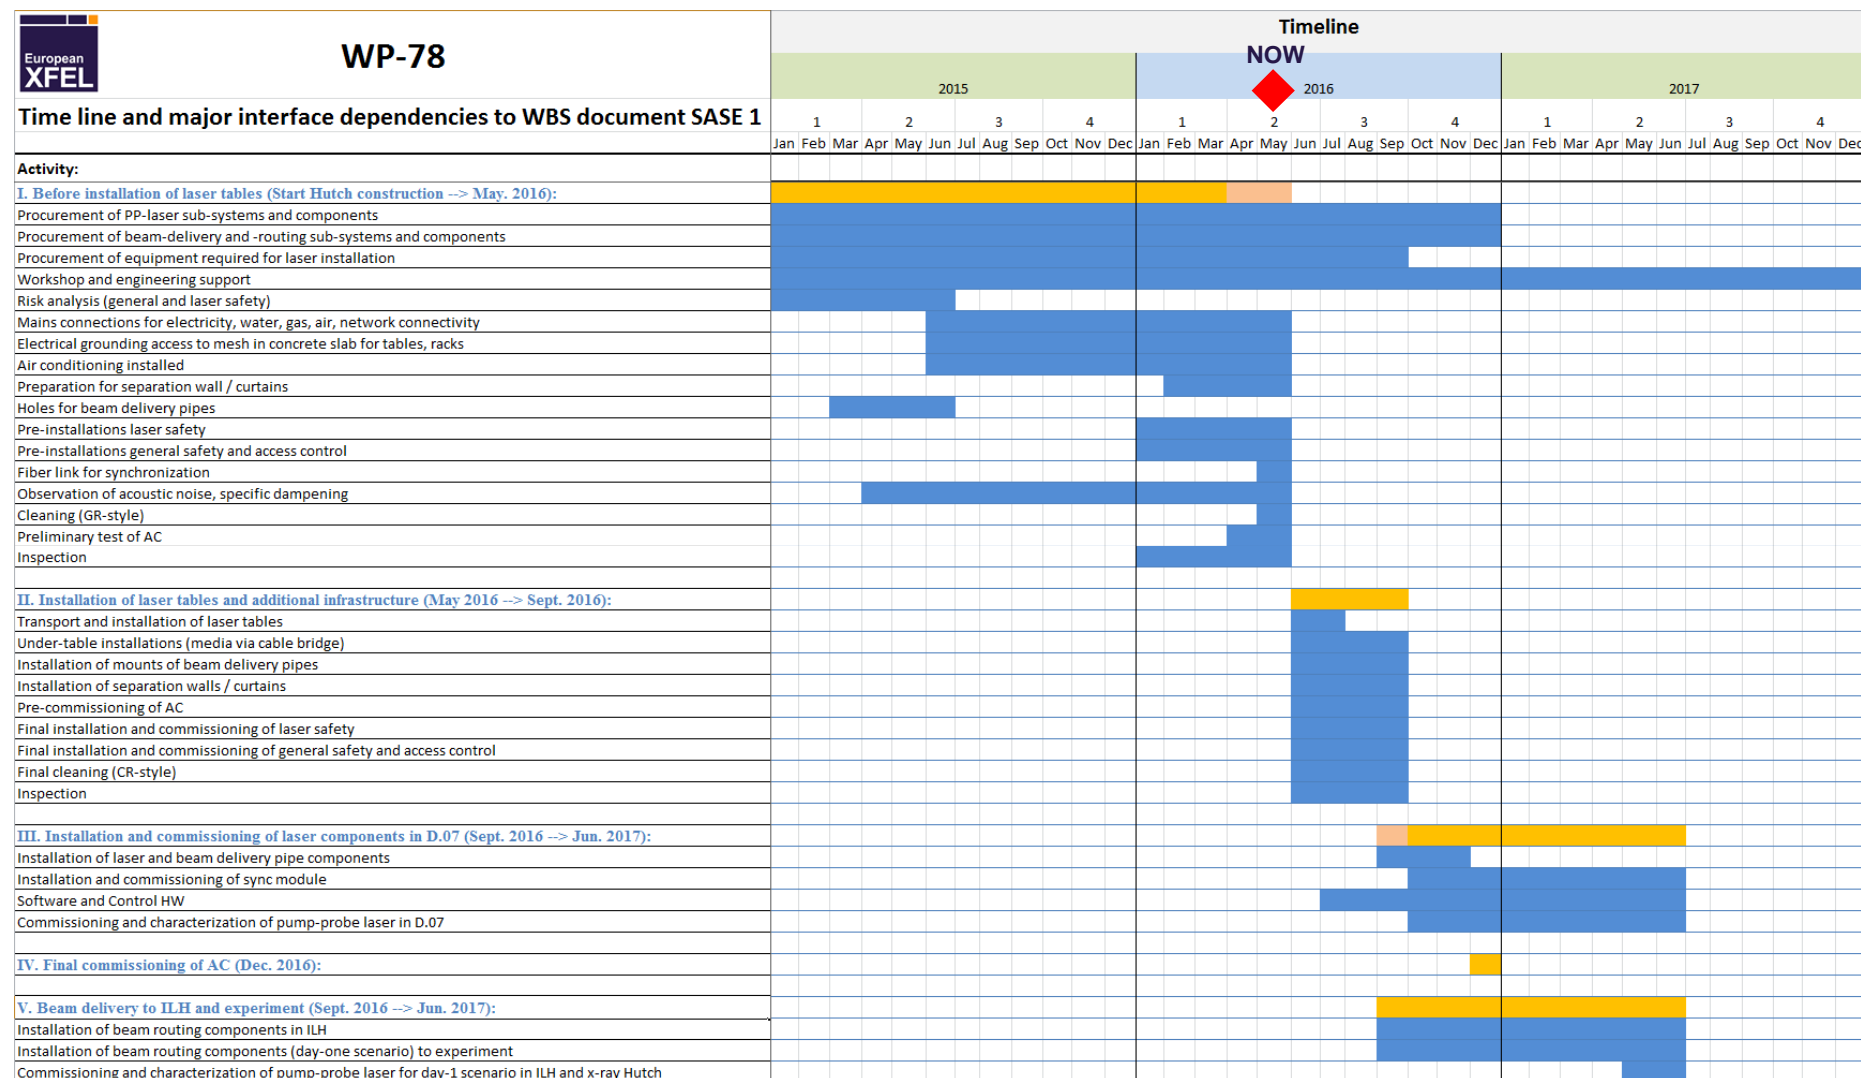 European
XFEL
WP-78
Timeline
NOW
2015
2016
2017
Time line and major interface dependencies to WBS document SASE 1
1 2 3 4 1 2 3 4 1 2 3 4
Jan Feb Mar Apr May Jun Jul Aug Sep Oct Nov Dec Jan Feb Mar Apr May Jun Jul Aug Sep Oct Nov Dec Jan Feb Mar Apr May Jun Jul Aug Sep Oct Nov Dec
Activity:
I. Before installation of laser tables (Start Hutch construction --> May. 2016):
Procurement of PP-laser sub-systems and components
Procurement of beam-delivery and -routing sub-systems and components
Procurement of equipment required for laser installation
Workshop and engineering support
Risk analysis (general and laser safety)
Mains connections for electricity, water, gas, air, network connectivity
Electrical grounding access to mesh in concrete slab for tables, racks
Air conditioning installed
Preparation for separation wall / curtains
Holes for beam delivery pipes
Pre-installations laser safety
Pre-installations general safety and access control
Fiber link for synchronization
Observation of acoustic noise, specific dampening
Cleaning (GR-style)
Preliminary test of AC
Inspection
II. Installation of laser tables and additional infrastructure (May 2016 --> Sept. 2016):
Transport and installation of laser tables
Under-table installations (media via cable bridge)
Installation of mounts of beam delivery pipes
Installation of separation walls / curtains
Pre-commissioning of AC
Final installation and commissioning of laser safety
Final installation and commissioning of general safety and access control
Final cleaning (CR-style)
Inspection
III. Installation and commissioning of laser components in D.07 (Sept. 2016 --> Jun. 2017):
Installation of laser and beam delivery pipe components
Installation and commissioning of sync module
Software and Control HW
Commissioning and characterization of pump-probe laser in D.07
IV. Final commissioning of AC (Dec. 2016):
V. Beam delivery to ILH and experiment (Sept. 2016 --> Jun. 2017):
Installation of beam routing components in ILH
Installation of beam routing components (day-one scenario) to experiment
Commissioning and characterization of pump-probe laser for day-1 scenario in ILH and x-ray Hutch